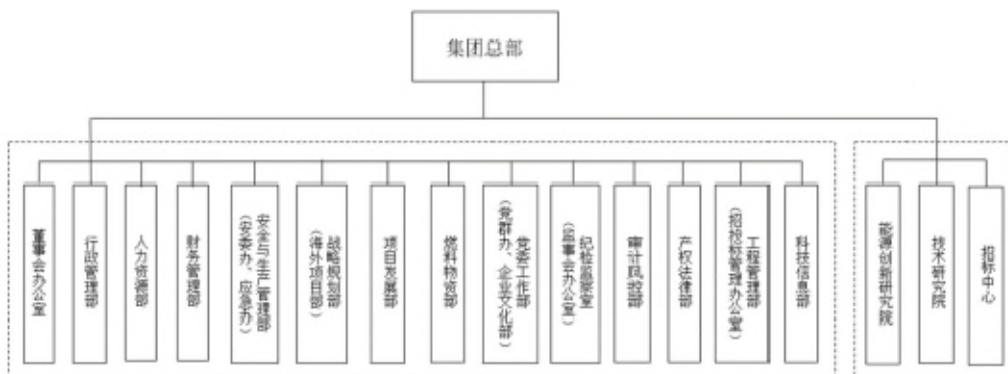 集团总部
董事会办公室
行政管理部
人力资源部
财务管理部
安全与生产管理部
（安委办、应急办）
战略规划部
（海外项目部）
项目发展部
燃料物资部
党委工作部
（党群办、企业文化部）
纪检监察室
（监事会办公室）
审计风控部
产权法律部
工程管理部
（招投标管理办公室）
科技信息部
能源创新研究院
技术研究院
招标中心